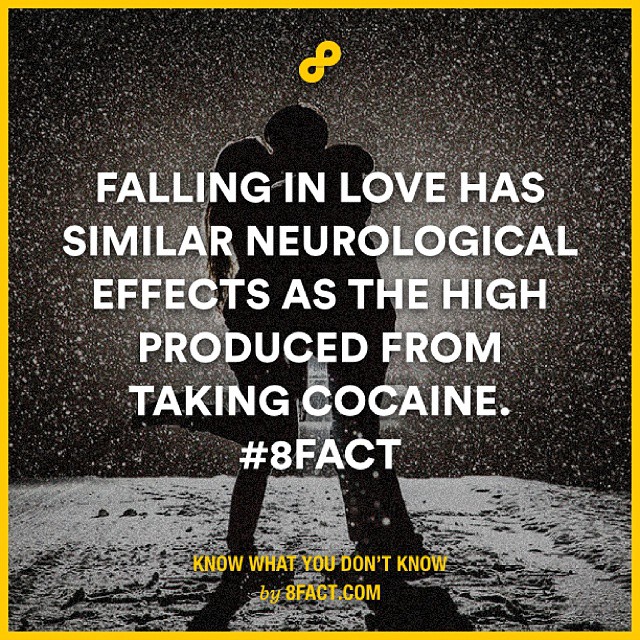 FALLING IN LOVE HAS
SIMILAR NEUROLOGICAL
EFFECTS AS THE HIGH
PRODUCED FROM
TAKING COCAINE.
#8FACT
KNOW WHAT YOU DON'T KNOW
by 8FACT.COM